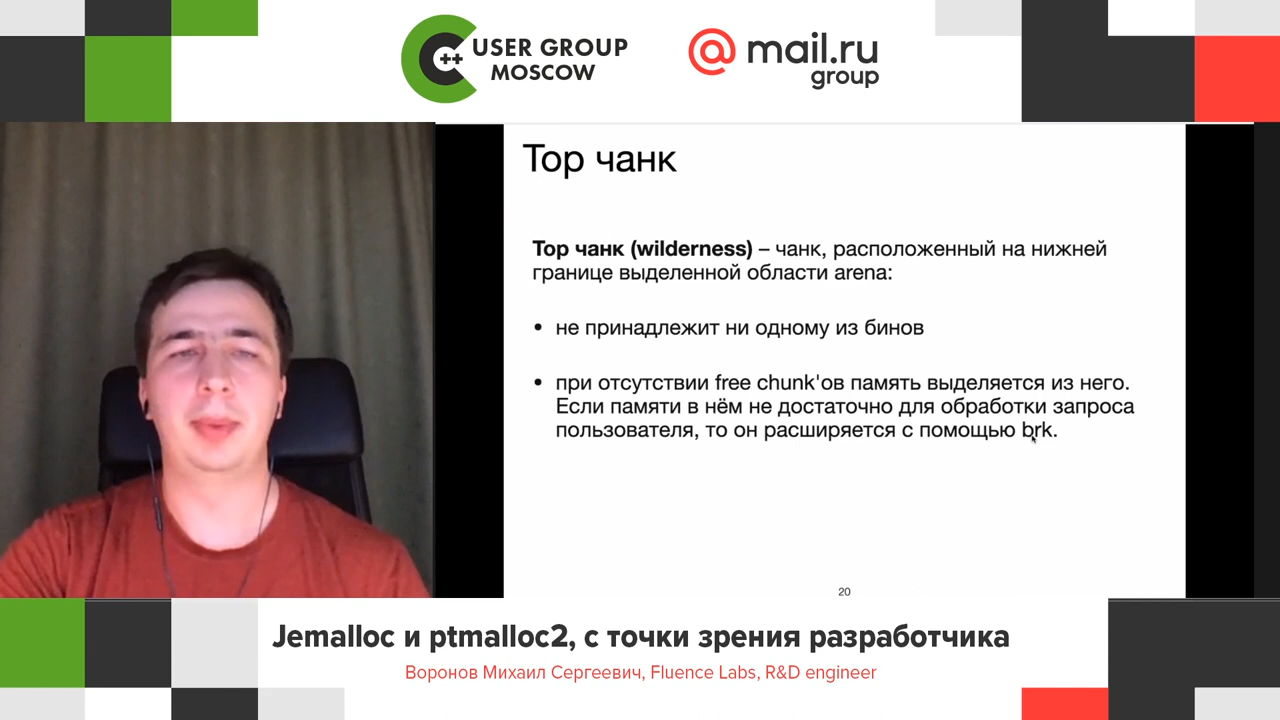 C++ USER GROUP
MOSCOW
@ mail.ru
group
Top чанк
Top чанк (wilderness) – чанк, расположенный на нижней
границе выделенной области arena:
• не принадлежит ни одному из бинов
• при отсутствии free chunk'ов память выделяется из него.
Если памяти в нём не достаточно для обработки запроса
пользователя, то он расширяется с помощью brk.
20
Jemalloc и ptmalloc2, с точки зрения разработчика
Воронов Михаил Сергеевич, Fluence Labs, R&D engineer